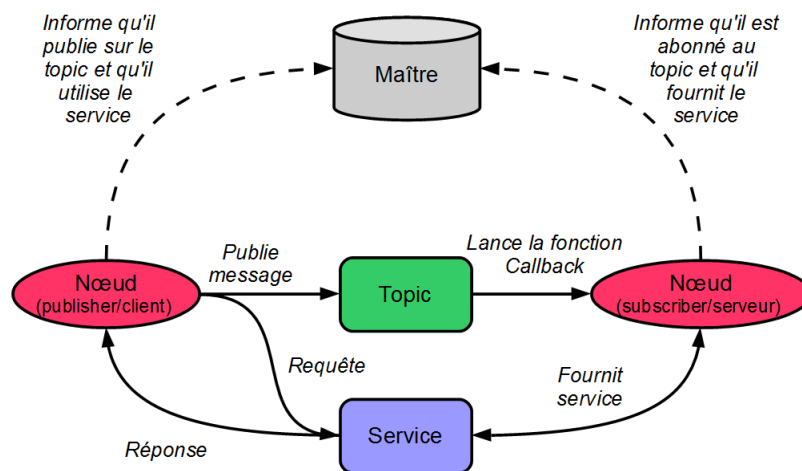 Informe qu'il
publie sur le
topic et qu'il
utilise le
service
Maître
Informe qu'il est
abonné au
topic et qu'il
fournit le
service
Nœud
(publisher/client)
Publie
message
Topic
Lance la fonction
Callback
Nœud
(subscriber/serveur)
Requête
Fournit
service
Réponse
Service